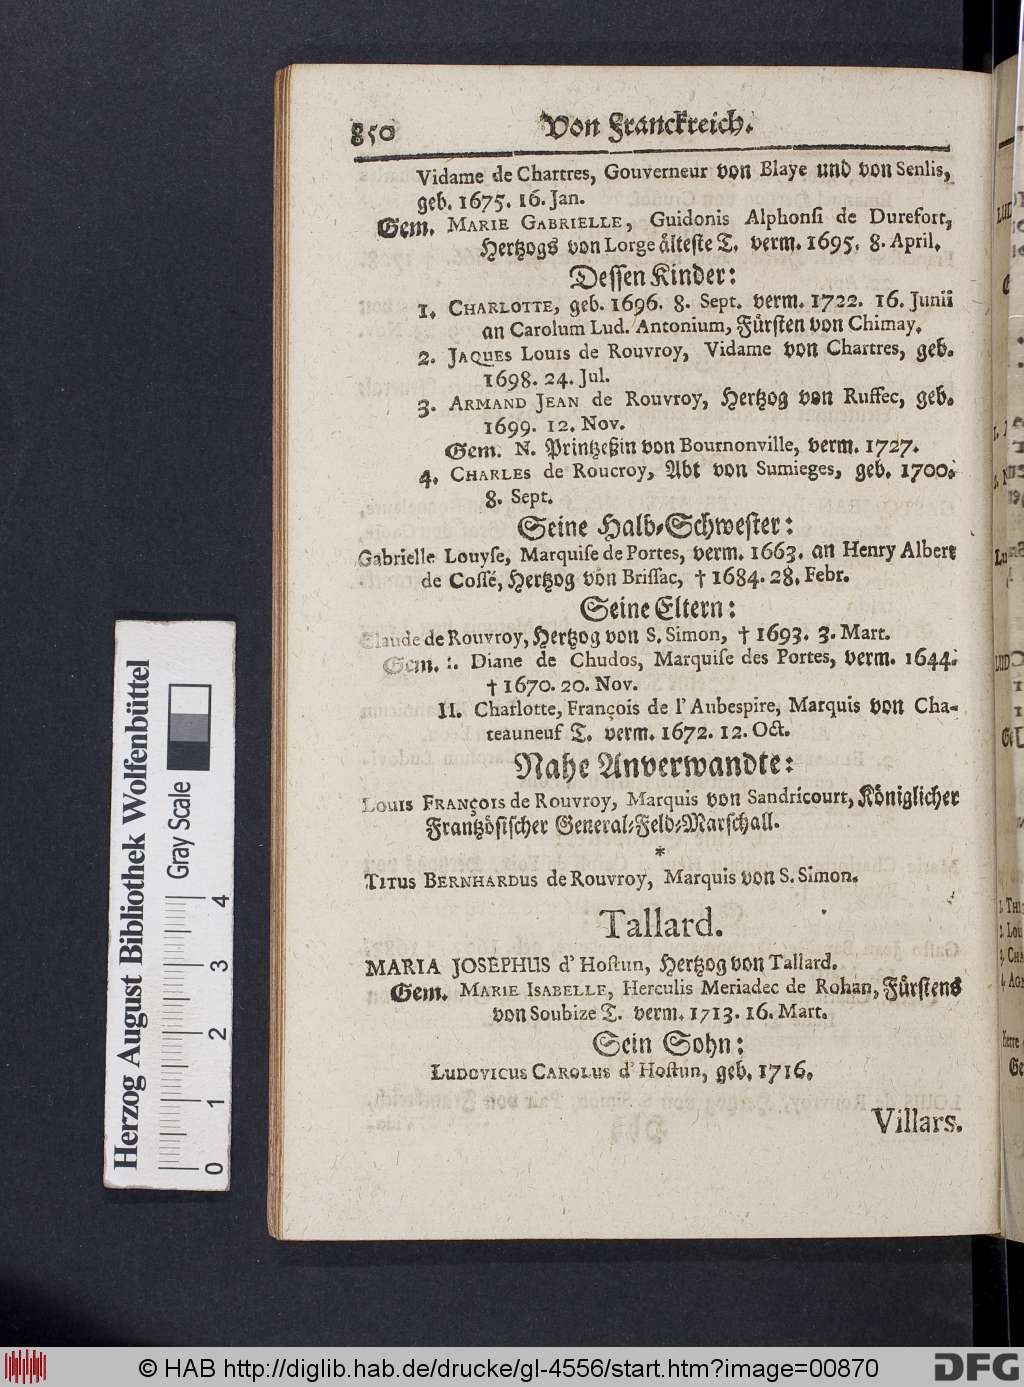 850 Von Franckreich.
Vidame de Chartres, Gouverneur von Blaye und von Senlis,
geb. 1675. 16. Jan.
Gem. MARIE GABRIELLE, Guidonis Alphonsi de Durefort,
Hertzogs von Lorge älteste T. verm. 1695. 8. April.
Dessen Kinder:
1. CHARLOTTE, geb. 1696. 8. Sept. verm. 1722. 16. Junii
an Carolum Lud. Antonium, Fürsten von Chimay.
2. JAQUES LOUIS de Rouvroy, Vidame von Chartres, geb.
1698. 24. Jul.
3. ARMAND JEAN de Rouvroy, Hertzog von Ruffec, geb.
1699. 12. Nov.
Gem. N. Printzeßin von Bournonville, verm. 1727.
4. CHARLES de Roucroy, Abt von Sumieges, geb. 1700.
8. Sept.
Seine Halb-Schwester:
Gabrielle Louyse, Marquise de Portes, verm. 1663. an Henry Albert
de Cossé, Hertzog von Brissac, † 1684. 28. Febr.
Seine Eltern:
Claude de Rouvroy, Hertzog von S. Simon, † 1693. 3. Mart.
Gem. I. Diane de Chudos, Marquise des Portes, verm. 1644.
† 1670. 20. Nov.
II. Charlotte, François de l' Aubespire, Marquis von Cha-
teauneuf T. verm. 1672. 12. Oct.
Nahe Anverwandte:
LOUIS FRANÇOIS de Rouvroy, Marquis von Sandricourt, Königlicher
Frantzösischer General-Feld-Marschall.
*
TITUS BERNHARDUS de Rouvroy, Marquis von S. Simon.
Tallard.
MARIA JOSEPHUS d' Hostun, Hertzog von Tallard.
Gem. MARIE ISABELLE, Herculis Meriadec de Rohan, Fürstens
von Soubize T. verm. 1713. 16. Mart.
Sein Sohn:
LUDOVICUS CAROLUS d' Hostun, geb. 1716.
Villars.
Herzog August Bibliothek Wolfenbüttel
Gray Scale
0 1 2 3 4
© HAB http://diglib.hab.de/drucke/gl-4556/start.htm?image=00870
DFG